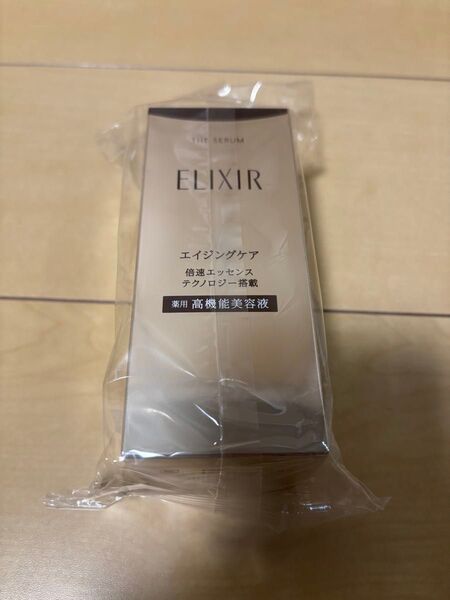 THE SERUM
ELIXIR
エイジングケア
倍速エッセンス
テクノロジー搭載
薬用 高機能美容液